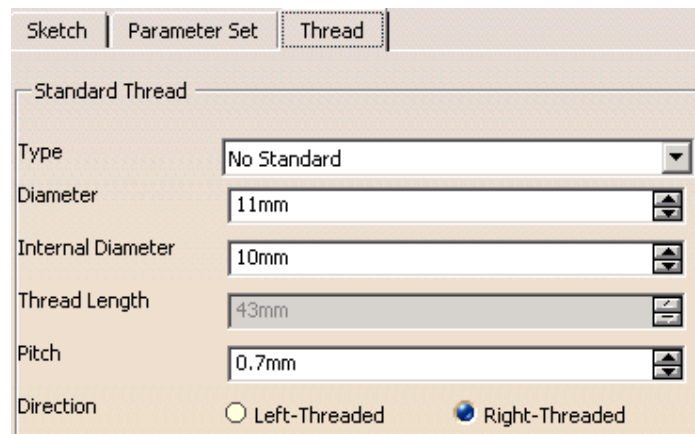 Sketch Parameter Set Thread
Standard Thread
Type No Standard
Diameter 11mm
Internal Diameter 10mm
Thread Length 43mm
Pitch 0.7mm
Direction Left-Threaded Right-Threaded